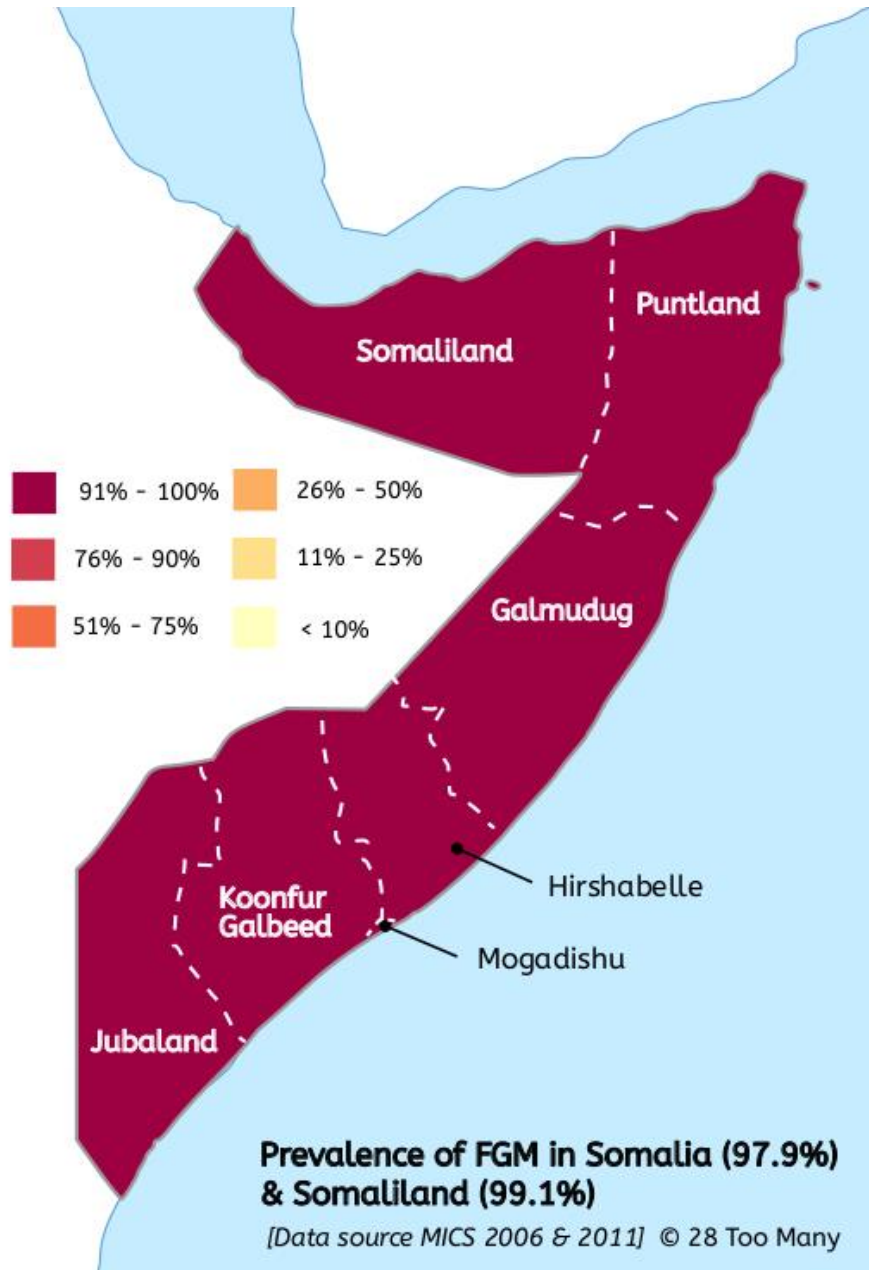 Puntland
Somaliland
91% - 100%
26% - 50%
76% - 90%
11% - 25%
51% - 75%
< 10%
Galmudug
Hirshabelle
Koonfur
Galbeed
Mogadishu
Jubaland
Prevalence of FGM in Somalia (97.9%)
& Somaliland (99.1%)
[Data source MICS 2006 & 2011] © 28 Too Many